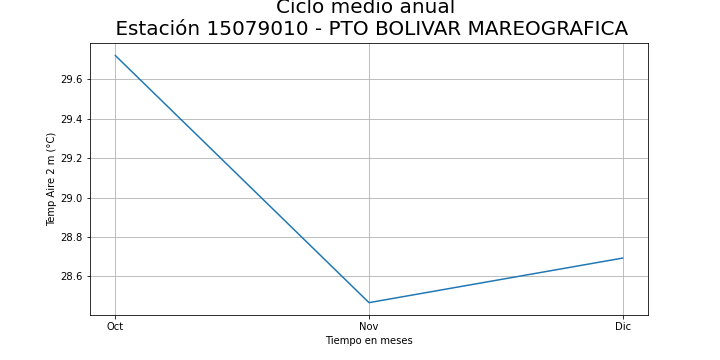 Ciclo medio anual
Estación 15079010 - PTO BOLIVAR MAREOGRAFICA
29.6
29.4
29.2
29.0
28.8
28.6
Temp Aire 2 m (°C)
Oct Nov Dic
Tiempo en meses